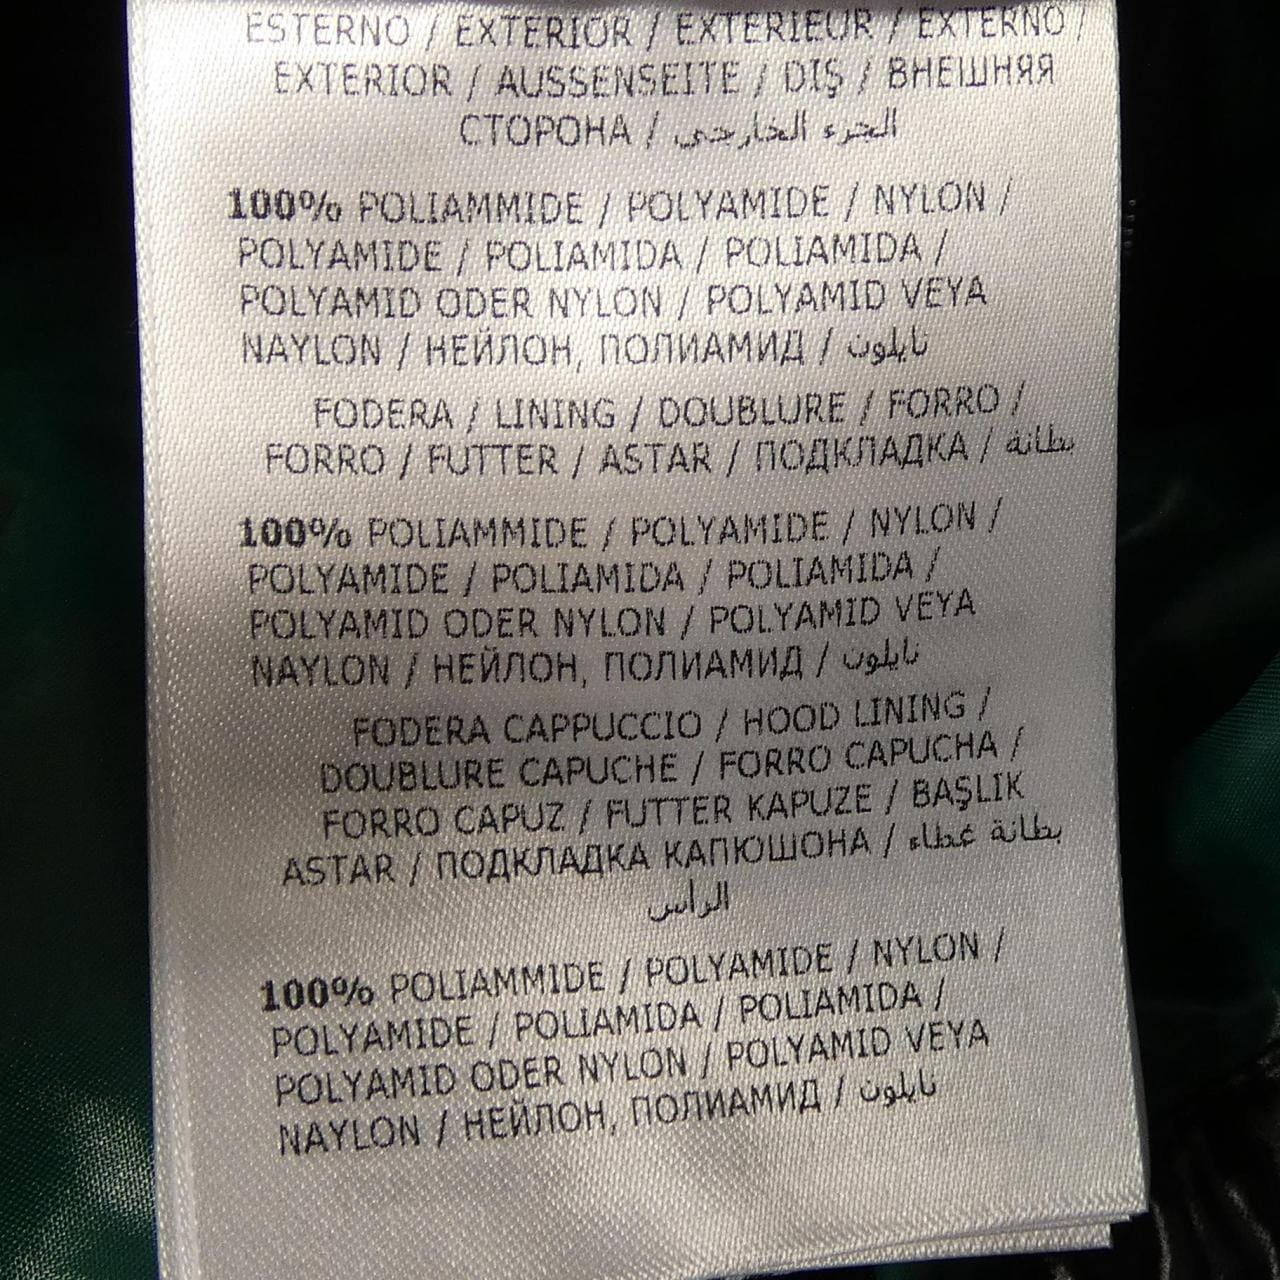 ESTERNO / EXTERIOR / EXTERIEUR / EXTERNO /
EXTERIOR / AUSSENSEITE / DIŞ / ВНЕШНЯЯ
СТОРОНА / الجزء الخارجي
100% POLIAMMIDE / POLYAMIDE / NYLON /
POLYAMIDE / POLIAMIDA / POLIAMIDA /
POLYAMID ODER NYLON / POLYAMID VEYA
NAYLON / НЕЙЛОН, ПОЛИАМИД / نايلون
FODERA / LINING / DOUBLURE / FORRO /
FORRO / FUTTER / ASTAR / ПОДКЛАДКА / بطانة
100% POLIAMMIDE / POLYAMIDE / NYLON /
POLYAMIDE / POLIAMIDA / POLIAMIDA /
POLYAMID ODER NYLON / POLYAMID VEYA
NAYLON / НЕЙЛОН, ПОЛИАМИД / نايلون
FODERA CAPPUCCIO / HOOD LINING /
DOUBLURE CAPUCHE / FORRO CAPUCHA /
FORRO CAPUZ / FUTTER KAPUZE / BAŞLIK
ASTAR / ПОДКЛАДКА КАПЮШОНА / بطانة غطاء
الرأس
100% POLIAMMIDE / POLYAMIDE / NYLON /
POLYAMIDE / POLIAMIDA / POLIAMIDA /
POLYAMID ODER NYLON / POLYAMID VEYA
NAYLON / НЕЙЛОН, ПОЛИАМИД / نايلون